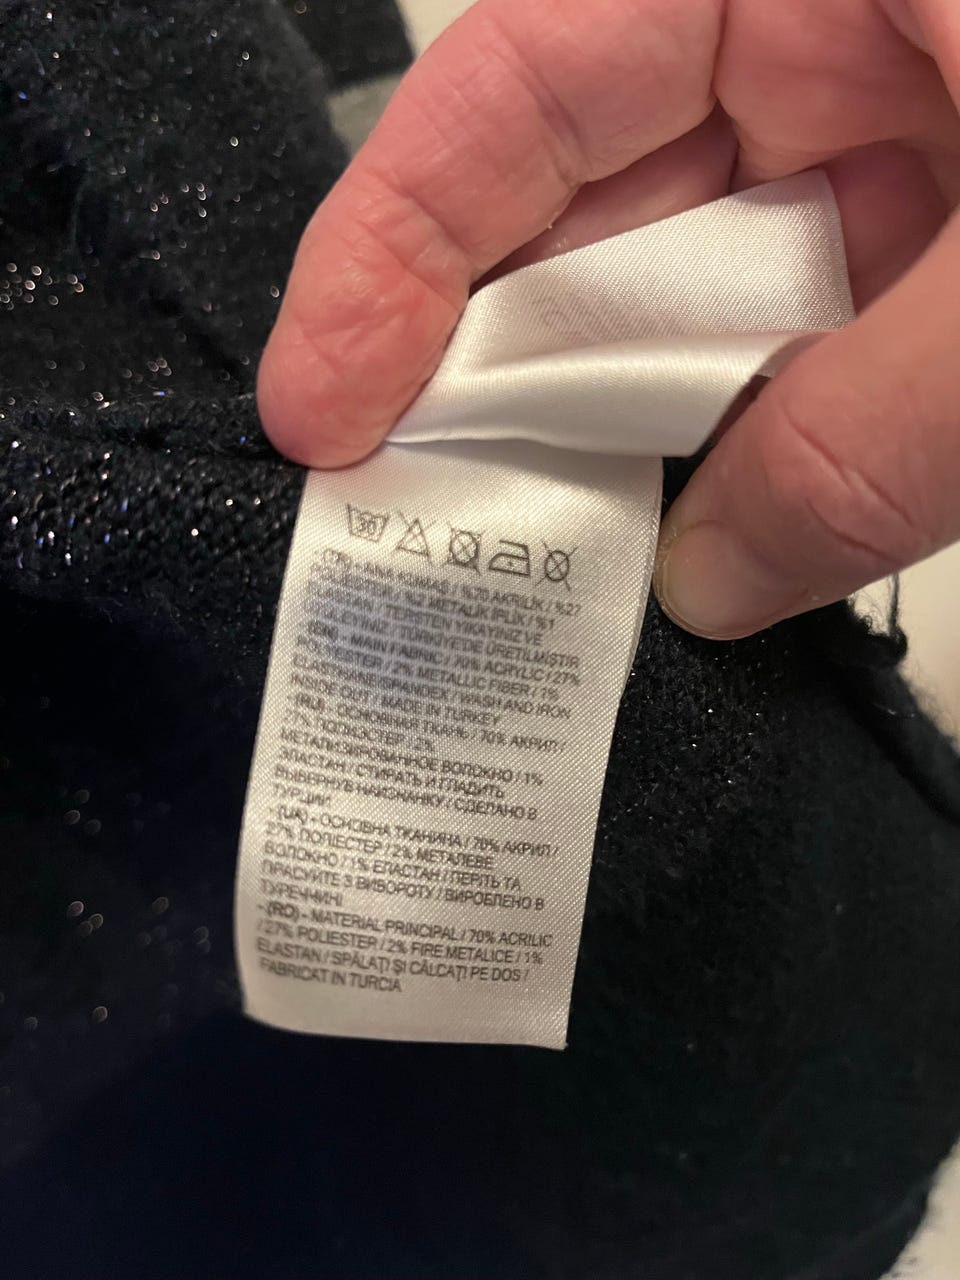 30
- (TR) - ANA KUMAŞ / %70 AKRİLİK / %27
POLİESTER / %2 METALİK İPLİK / %1
ELASTAN / TERSTEN YIKAYINIZ VE
ÜTÜLEYİNİZ / TÜRKİYE'DE ÜRETİLMİŞTİR
(EN) - MAIN FABRIC / 70% ACRYLIC / 27%
POLYESTER / 2% METALLIC FIBER / 1%
ELASTHANE/SPANDEX / WASH AND IRON
INSIDE OUT / MADE IN TURKEY
(RU) - ОСНОВНАЯ ТКАНЬ / 70% АКРИЛ /
27% ПОЛИЭСТЕР / 2%
МЕТАЛИЗИРОВАННОЕ ВОЛОКНО / 1%
ЭЛАСТАН / СТИРАТЬ И ГЛАДИТЬ
ВЫВЕРНУВ НАИЗНАНКУ / СДЕЛАНО В
ТУРЦИИ
- (UA) - ОСНОВНА ТКАНИНА / 70% АКРИЛ /
27% ПОЛІЕСТЕР / 2% МЕТАЛЕВЕ
ВОЛОКНО / 1% ЕЛАСТАН / ПЕРІТЬ ТА
ПРАСУЙТЕ З ВИВОРОТУ / ВИРОБЛЕНО В
ТУРЕЧЧИНІ
- (RO) - MATERIAL PRINCIPAL / 70% ACRILIC
/ 27% POLIESTER / 2% FIRE METALICE / 1%
ELASTAN / SPĂLAȚI ȘI CĂLCAȚI PE DOS /
FABRICAT IN TURCIA